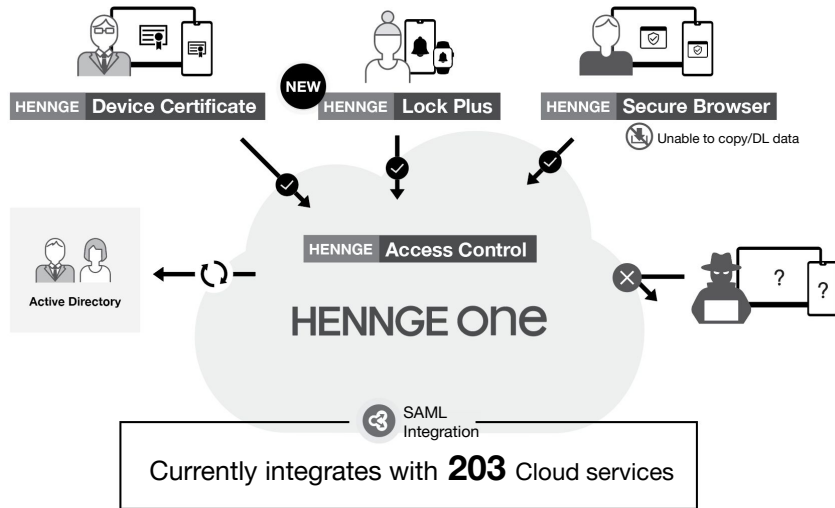 NEW
HENNGE Device Certificate
HENNGE Lock Plus
HENNGE Secure Browser
Unable to copy/DL data
HENNGE Access Control
Active Directory
? ?
HENNGE one
SAML
Integration
Currently integrates with 203 Cloud services